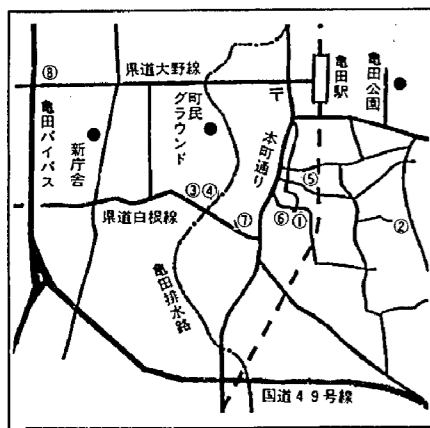 ⑧
県道大野線
〒
亀田駅
亀田公園
亀田バイパス
新庁舎
町民
グラウンド
本町通り
③④
⑤
⑥①
②
⑦
県道白根線
亀田排水路
国道49号線